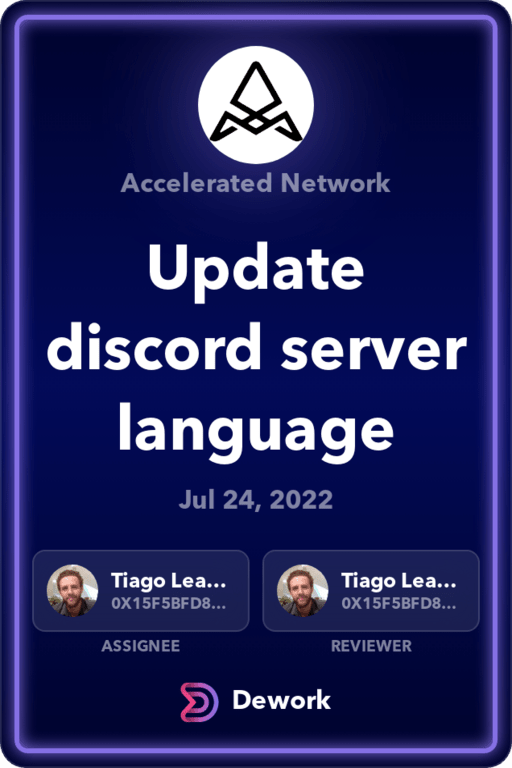 Accelerated Network
Update
discord server
language
Jul 24, 2022
Tiago Lea...
0X15F5BFD8...
ASSIGNEE
Tiago Lea...
0X15F5BFD8...
REVIEWER
Dework